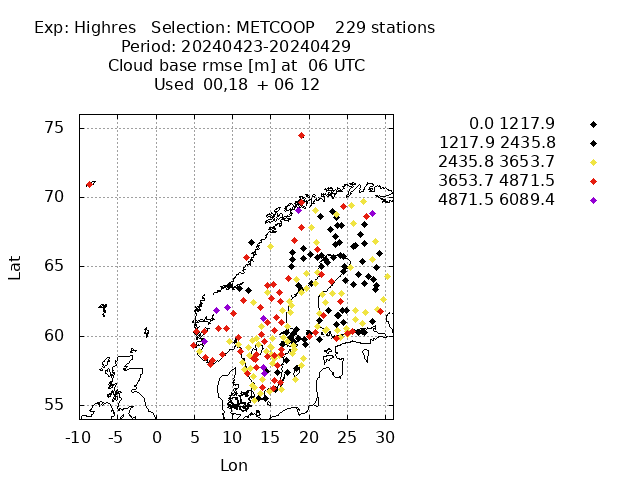 Exp: Highres   Selection: METCOOP    229 stations
Period: 20240423-20240429
Cloud base rmse [m] at  06 UTC
Used  00,18  + 06 12
0.0 1217.9
1217.9 2435.8
2435.8 3653.7
3653.7 4871.5
4871.5 6089.4
75
70
65
60
55
Lat
-10 -5 0 5 10 15 20 25 30
Lon